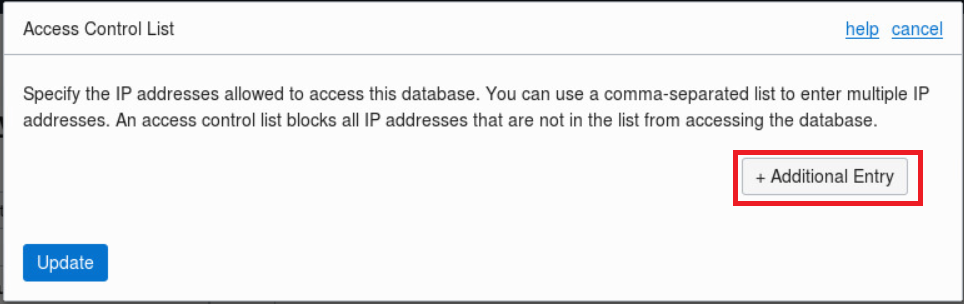 Access Control List
help cancel
Specify the IP addresses allowed to access this database. You can use a comma-separated list to enter multiple IP
addresses. An access control list blocks all IP addresses that are not in the list from accessing the database.
+ Additional Entry
Update